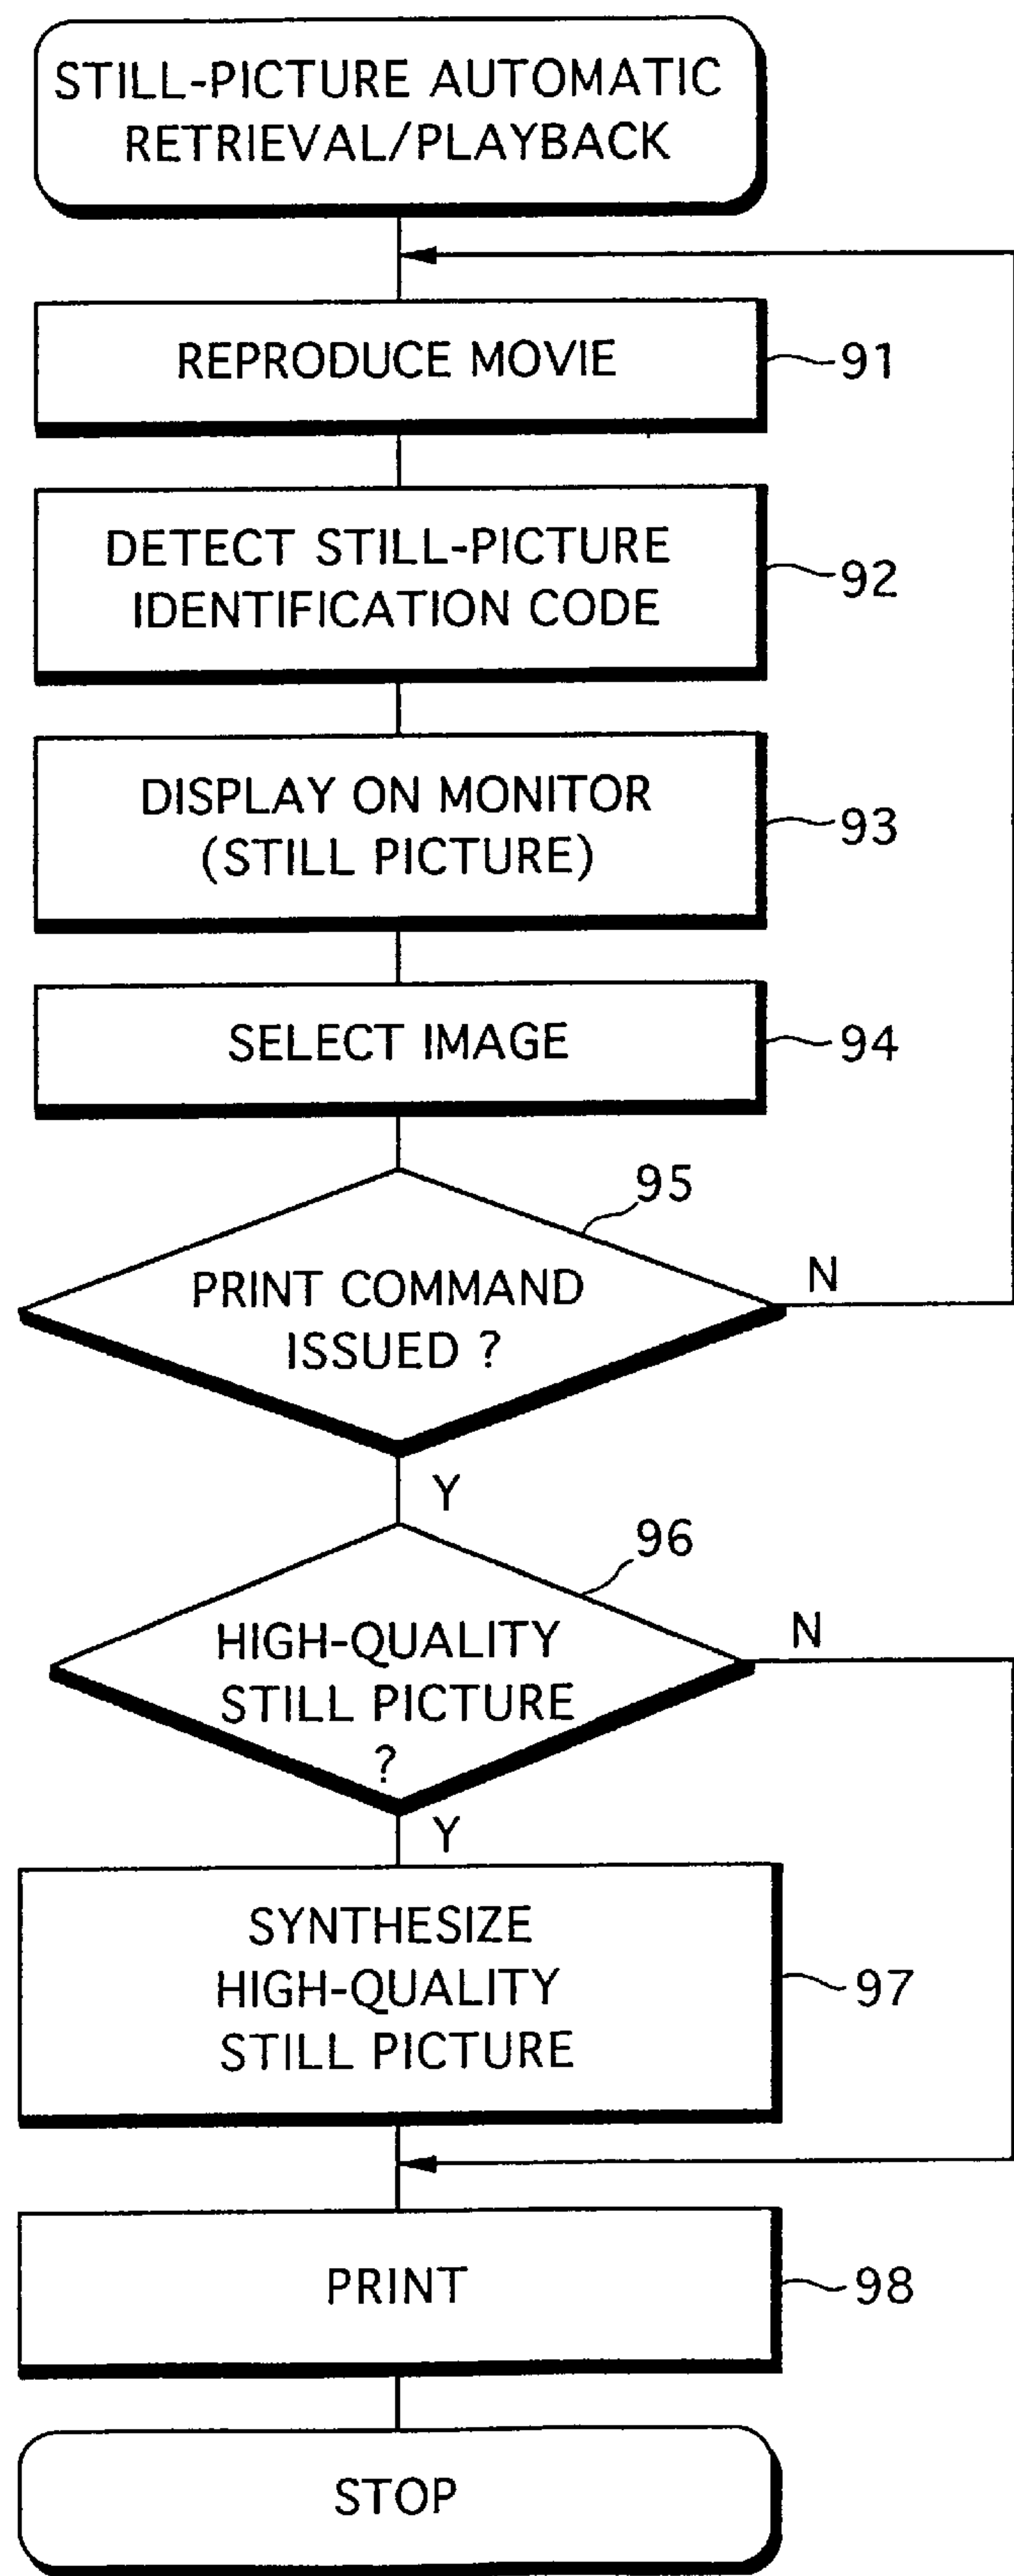 STILL-PICTURE AUTOMATIC
RETRIEVAL/PLAYBACK
REPRODUCE MOVIE
91
DETECT STILL-PICTURE
IDENTIFICATION CODE
92
DISPLAY ON MONITOR
(STILL PICTURE)
93
SELECT IMAGE
94
95
PRINT COMMAND
ISSUED ?
N
Y
96
HIGH-QUALITY
STILL PICTURE
?
N
Y
SYNTHESIZE
HIGH-QUALITY
STILL PICTURE
97
PRINT
98
STOP